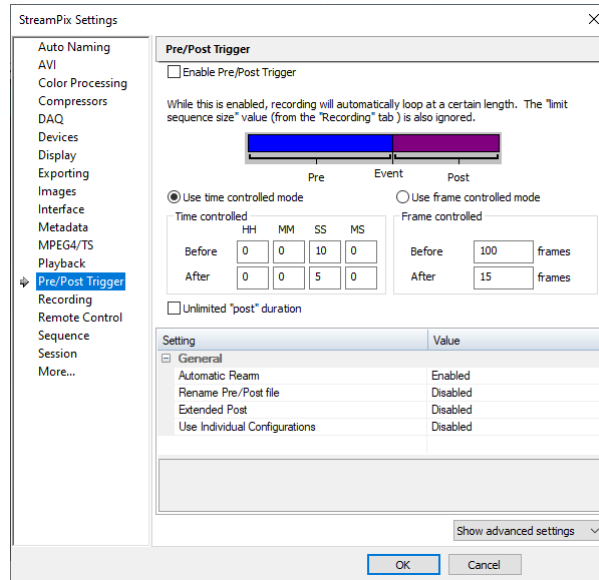 StreamPix Settings
Auto Naming
AVI
Color Processing
Compressors
DAQ
Devices
Display
Exporting
Images
Interface
Metadata
MPEG4/TS
Playback
Pre/Post Trigger
Recording
Remote Control
Sequence
Session
More...
Pre/Post Trigger
Enable Pre/Post Trigger
While this is enabled, recording will automatically loop at a certain length. The "limit
sequence size" value (from the "Recording" tab ) is also ignored.
Pre Event Post
Use time controlled mode
Time controlled
HH MM SS MS
Before 0 0 10 0
After 0 0 5 0
Use frame controlled mode
Frame controlled
Before 100 frames
After 15 frames
Unlimited "post" duration
Setting Value
General
Automatic Rearm Enabled
Rename Pre/Post file Disabled
Extended Post Disabled
Use Individual Configurations Disabled
Show advanced settings
OK Cancel